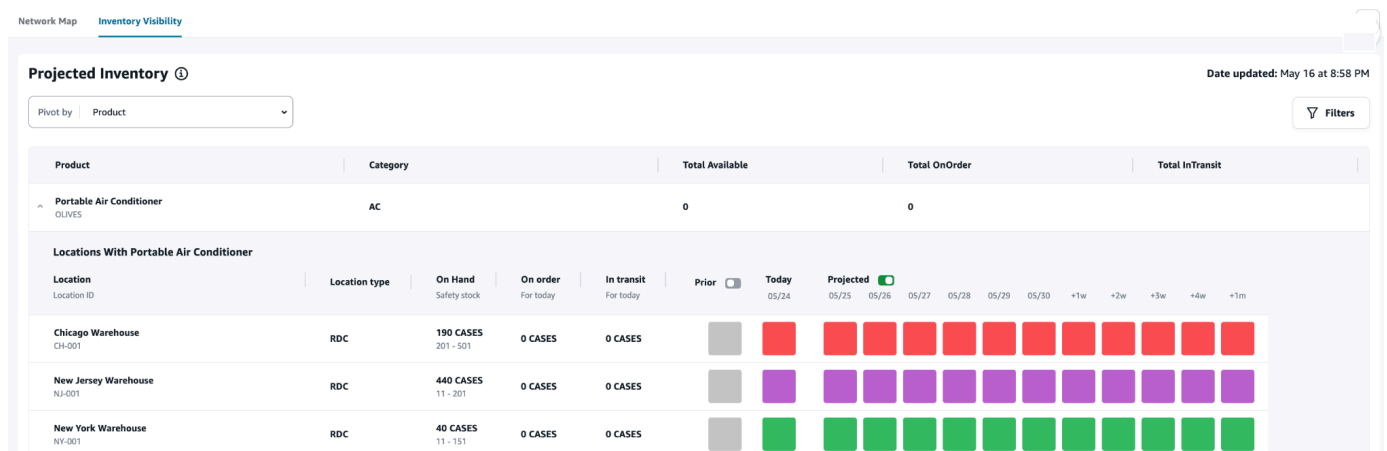 Network Map Inventory Visibility
Projected Inventory
Date updated: May 16 at 8:58 PM
Pivot by Product
Filters
Product Category Total Available Total OnOrder Total InTransit
Portable Air Conditioner AC 0 0
OLIVES
Locations With Portable Air Conditioner
Location Location type On Hand On order In transit Prior Today Projected
Location ID Safety stock For today For today 05/24 05/25 05/26 05/27 05/28 05/29 05/30 +1w +2w +3w +4w +1m
Chicago Warehouse RDC 190 CASES 0 CASES 0 CASES
CH-001 201 - 501
New Jersey Warehouse RDC 440 CASES 0 CASES 0 CASES
NJ-001 11 - 201
New York Warehouse RDC 40 CASES 0 CASES 0 CASES
NY-001 11 - 151